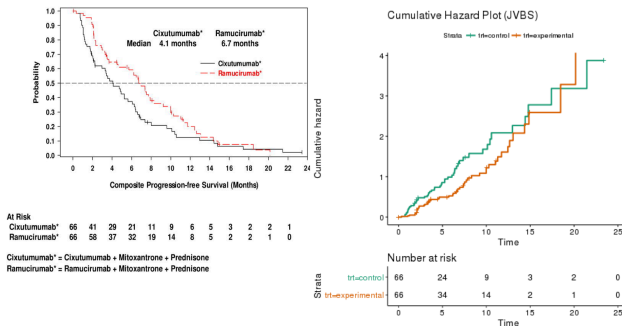 Cixutumumab* Ramucirumab*
Median 4.1 months 6.7 months
Cixutumumab*
Ramucirumab*
Probability
1.0
0.9
0.8
0.7
0.6
0.5
0.4
0.3
0.2
0.1
0.0
0 2 4 6 8 10 12 14 16 18 20 22 24
Composite Progression-free Survival (Months)
At Risk
Cixutumumab* 66 41 29 21 11 9 6 5 3 2 2 1
Ramucirumab* 66 58 37 32 19 14 8 5 2 2 1 0
Cixutumumab* = Cixutumumab + Mitoxantrone + Prednisone
Ramucirumab* = Ramucirumab + Mitoxantrone + Prednisone
Cumulative Hazard Plot (JVBS)
Strata trt=control trt=experimental
Cumulative hazard
4
3
2
1
0
0 5 10 15 20 25
Time
Number at risk
Strata
trt=control 66 24 9 3 2 0
trt=experimental 66 34 14 2 1 0
0 5 10 15 20 25
Time